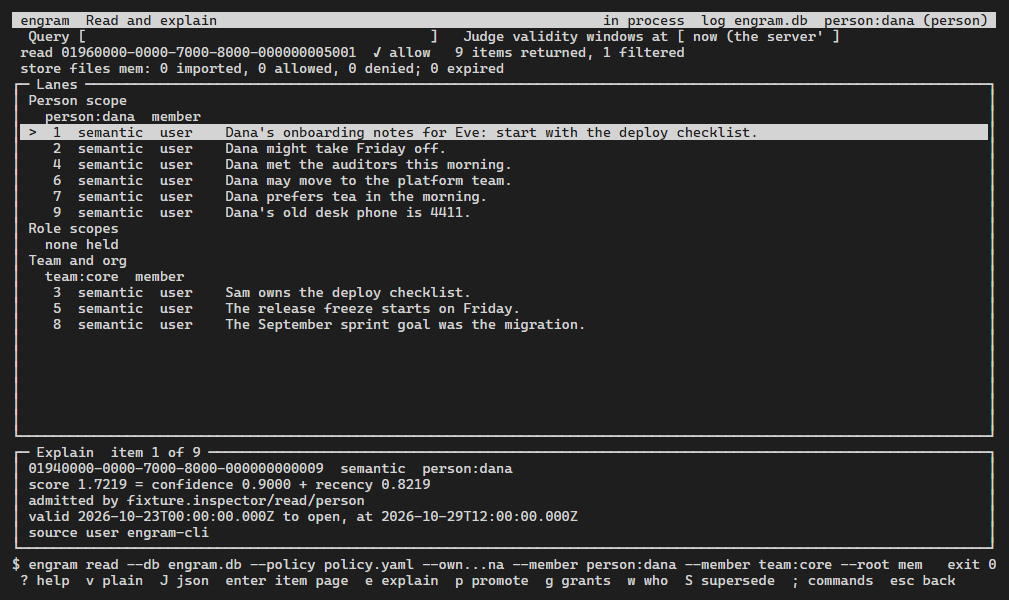 engram  Read and explain                                               in process  log engram.db  person:dana (person)
Query [                                          ]   Judge validity windows at [ now (the server' ]
read 01960000-0000-7000-8000-000000005001  √ allow   9 items returned, 1 filtered
store files mem: 0 imported, 0 allowed, 0 denied; 0 expired
Lanes
Person scope
person:dana  member
>  1  semantic  user    Dana's onboarding notes for Eve: start with the deploy checklist.
2  semantic  user    Dana might take Friday off.
4  semantic  user    Dana met the auditors this morning.
6  semantic  user    Dana may move to the platform team.
7  semantic  user    Dana prefers tea in the morning.
9  semantic  user    Dana's old desk phone is 4411.
Role scopes
none held
Team and org
team:core  member
3  semantic  user    Sam owns the deploy checklist.
5  semantic  user    The release freeze starts on Friday.
8  semantic  user    The September sprint goal was the migration.
Explain  item 1 of 9
01940000-0000-7000-8000-000000000009  semantic  person:dana
score 1.7219 = confidence 0.9000 + recency 0.8219
admitted by fixture.inspector/read/person
valid 2026-10-23T00:00:00.000Z to open, at 2026-10-29T12:00:00.000Z
source user engram-cli
$ engram read --db engram.db --policy policy.yaml --own...na --member person:dana --member team:core --root mem   exit 0
? help  v plain  J json  enter item page  e explain  p promote  g grants  w who  S supersede  ; commands  esc back